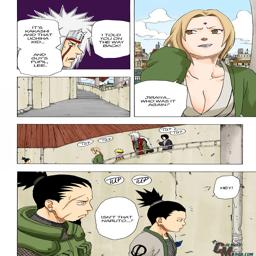 IT'S
KAKASHI
AND THAT
UCHIHA
KID...
AND
GUY'S
PUPIL,
LEE.
I TOLD
YOU ON
THE WAY
BACK!
JIRAIYA...
WHO WAS IT
AGAIN?
HEY!
ISN'T THAT
NARUTO...